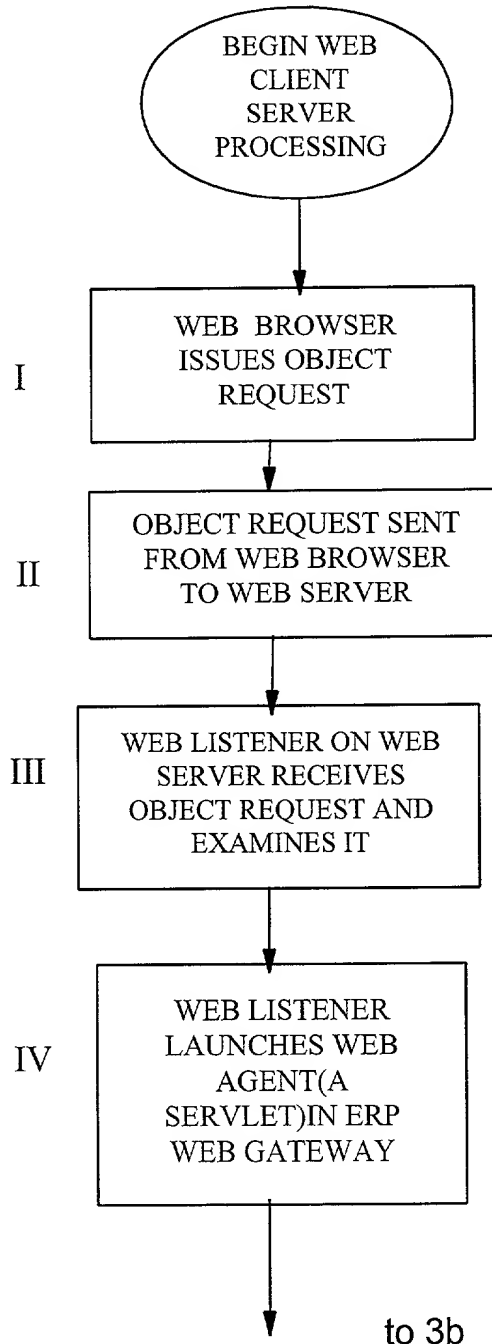 BEGIN WEB
CLIENT
SERVER
PROCESSING
I
WEB BROWSER
ISSUES OBJECT
REQUEST
II
OBJECT REQUEST SENT
FROM WEB BROWSER
TO WEB SERVER
III
WEB LISTENER ON WEB
SERVER RECEIVES
OBJECT REQUEST AND
EXAMINES IT
IV
WEB LISTENER
LAUNCHES WEB
AGENT(A
SERVLET)IN ERP
WEB GATEWAY
to 3b